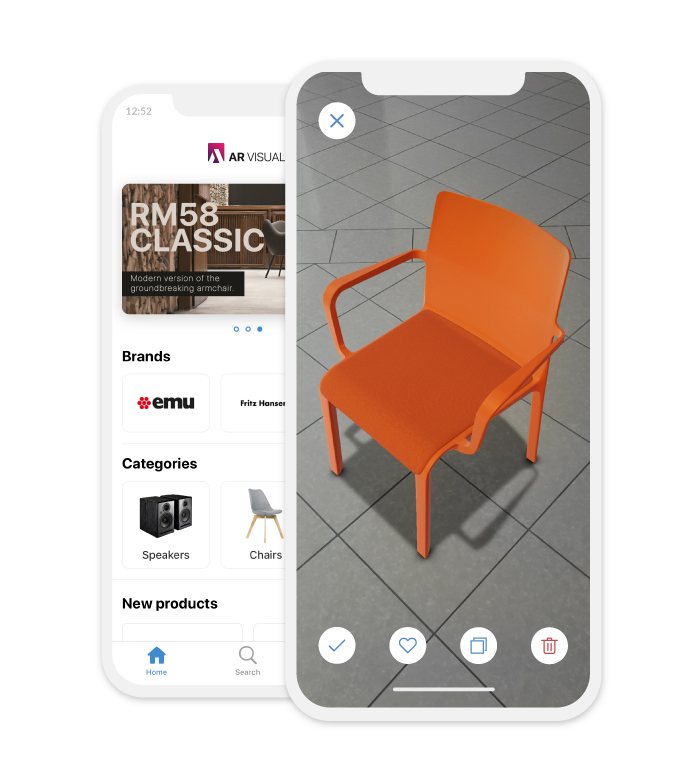 12:52
AR VISUAL
RM58
CLASSIC
Modern version of the
groundbreaking armchair.
Brands
emu
Fritz Hansen
Categories
Speakers
Chairs
New products
Home
Search